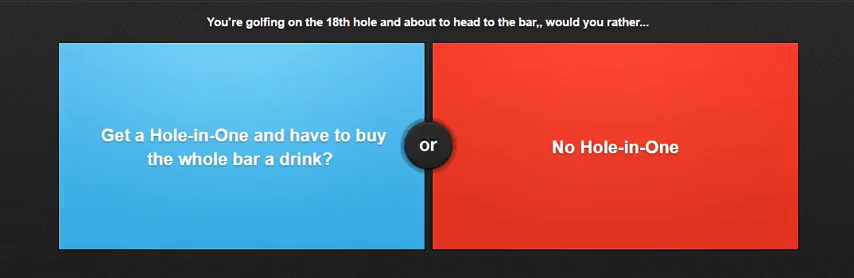 You're golfing on the 18th hole and about to head to the bar,, would you rather...
Get a Hole-in-One and have to buy
the whole bar a drink?
or
No Hole-in-One